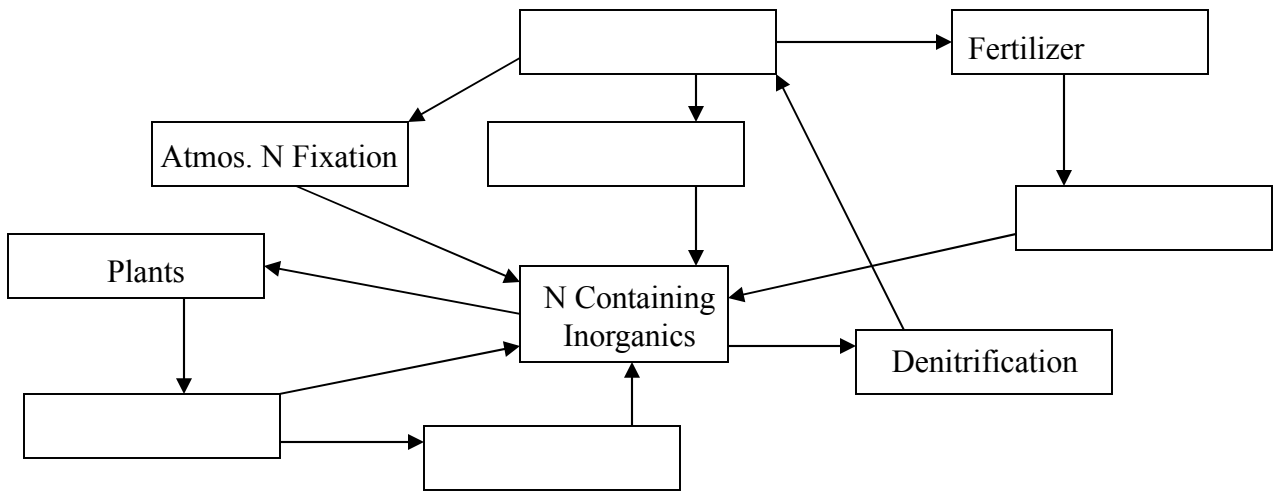 Fertilizer
Atmos. N Fixation
Plants
N Containing
Inorganics
Denitrification